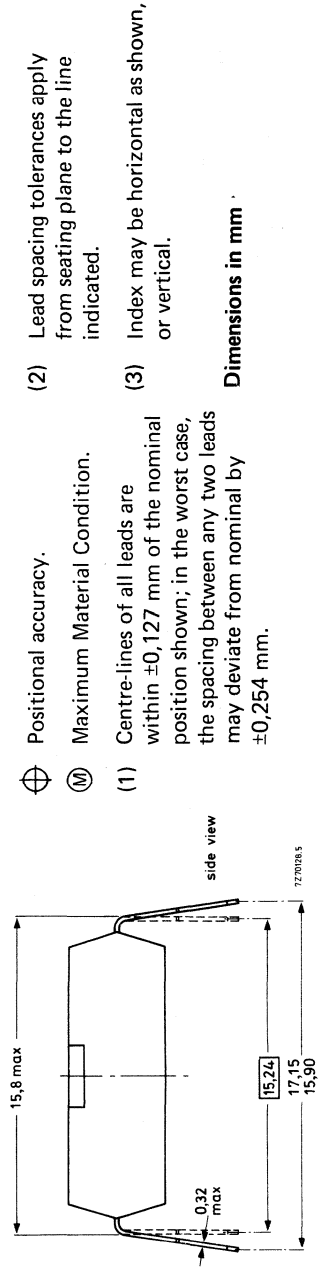 15,8 max
0,32
max
15,24
17,15
15,90
side view
7Z70128.5
Positional accuracy.
M Maximum Material Condition.
(1) Centre-lines of all leads are
within ±0,127 mm of the nominal
position shown; in the worst case,
the spacing between any two leads
may deviate from nominal by
±0,254 mm.
(2) Lead spacing tolerances apply
from seating plane to the line
indicated.
(3) Index may be horizontal as shown,
or vertical.
Dimensions in mm